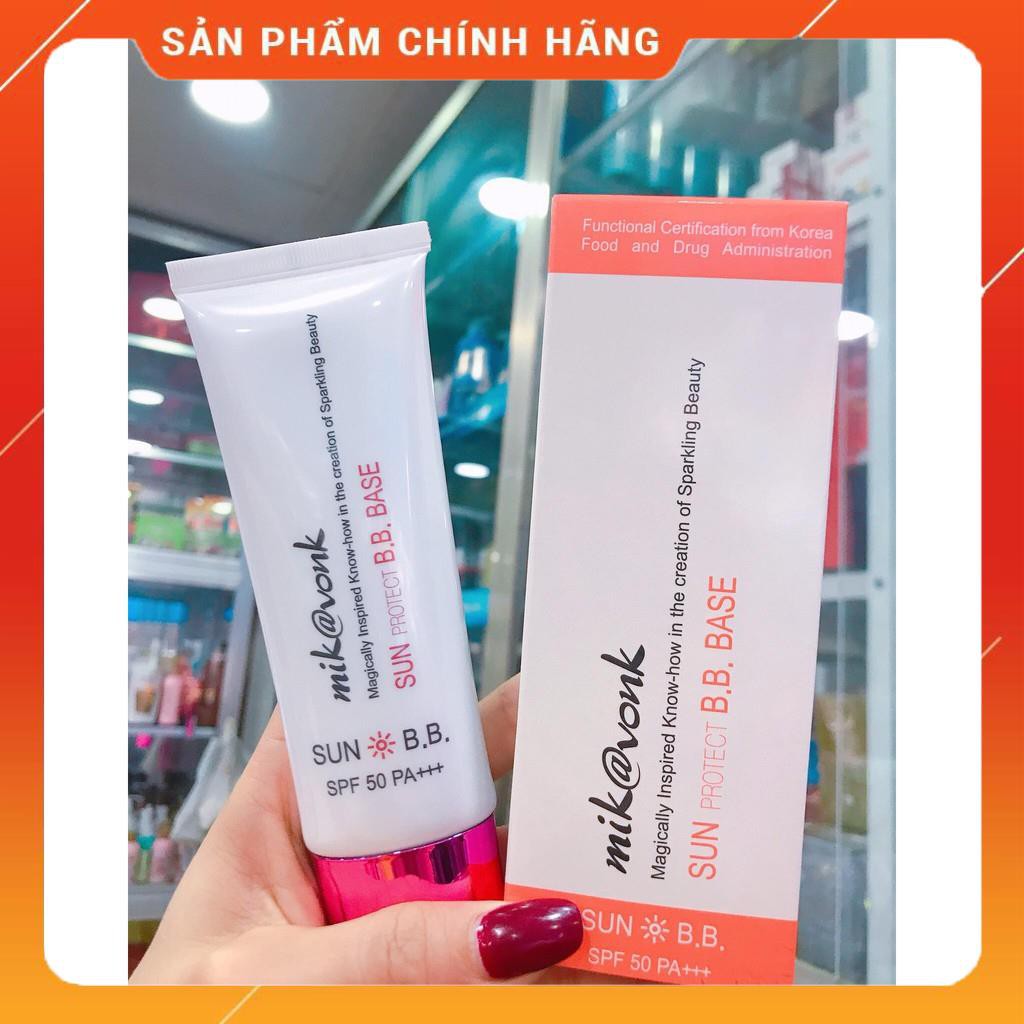 SẢN PHẨM CHÍNH HÃNG
mik@vonk
Magically Inspired Know-how in the creation of Sparkling Beauty
SUN PROTECT B.B. BASE
SUN B.B.
SPF 50 PA+++
Functional Certification from Korea
Food and Drug Administration
mik@vonk
Magically Inspired Know-how in the creation of Sparkling Beauty
SUN PROTECT B.B. BASE
SUN B.B.
SPF 50 PA+++